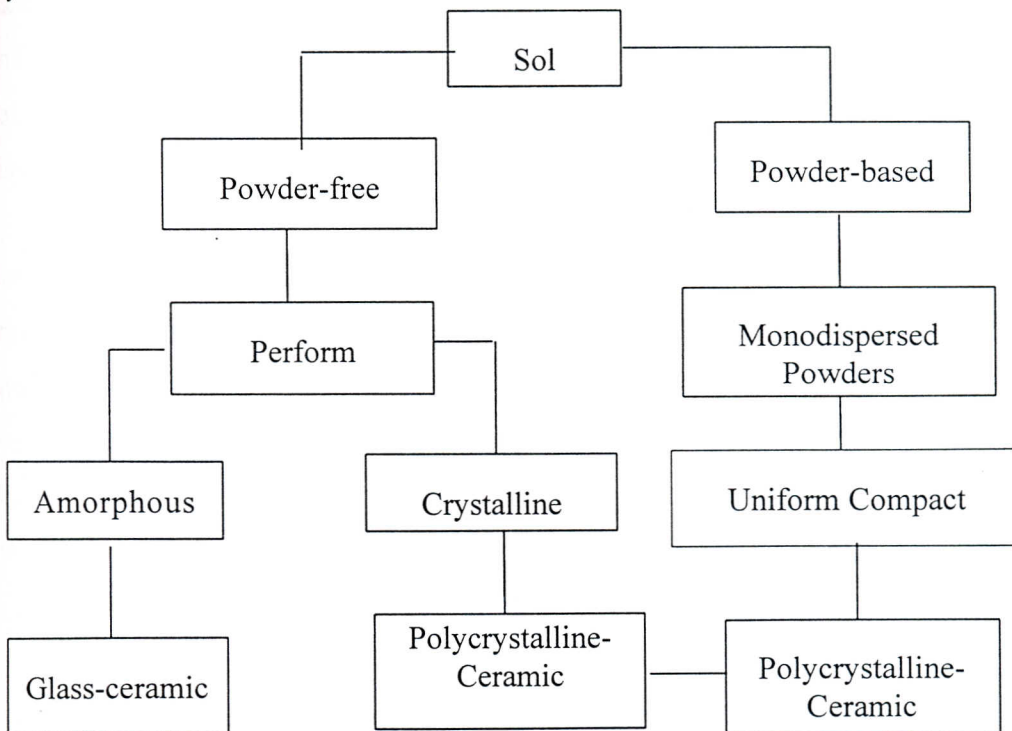 Sol
Powder-free
Powder-based
Perform
Monodispersed
Powders
Amorphous
Crystalline
Uniform Compact
Glass-ceramic
Polycrystalline-
Ceramic
Polycrystalline-
Ceramic